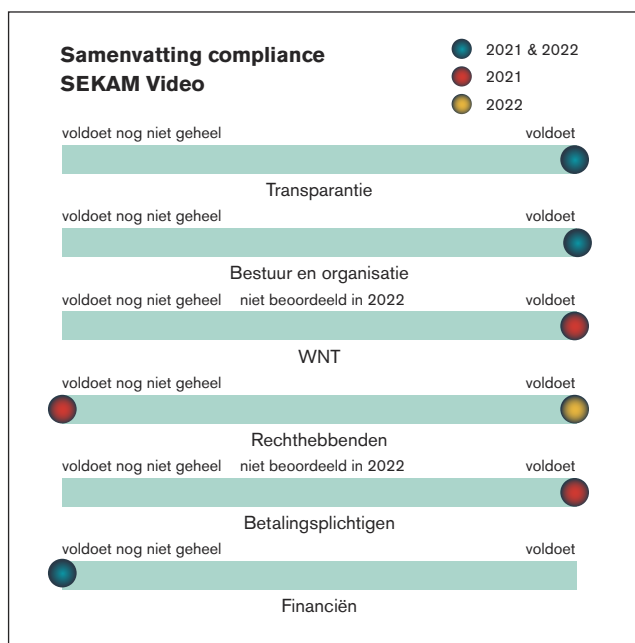 Samenvatting compliance
SEKAM Video
2021 & 2022
2021
2022
voldoet nog niet geheel voldoet
Transparantie
voldoet nog niet geheel voldoet
Bestuur en organisatie
voldoet nog niet geheel niet beoordeeld in 2022 voldoet
WNT
voldoet nog niet geheel voldoet
Rechthebbenden
voldoet nog niet geheel niet beoordeeld in 2022 voldoet
Betalingsplichtigen
voldoet nog niet geheel voldoet
Financiën